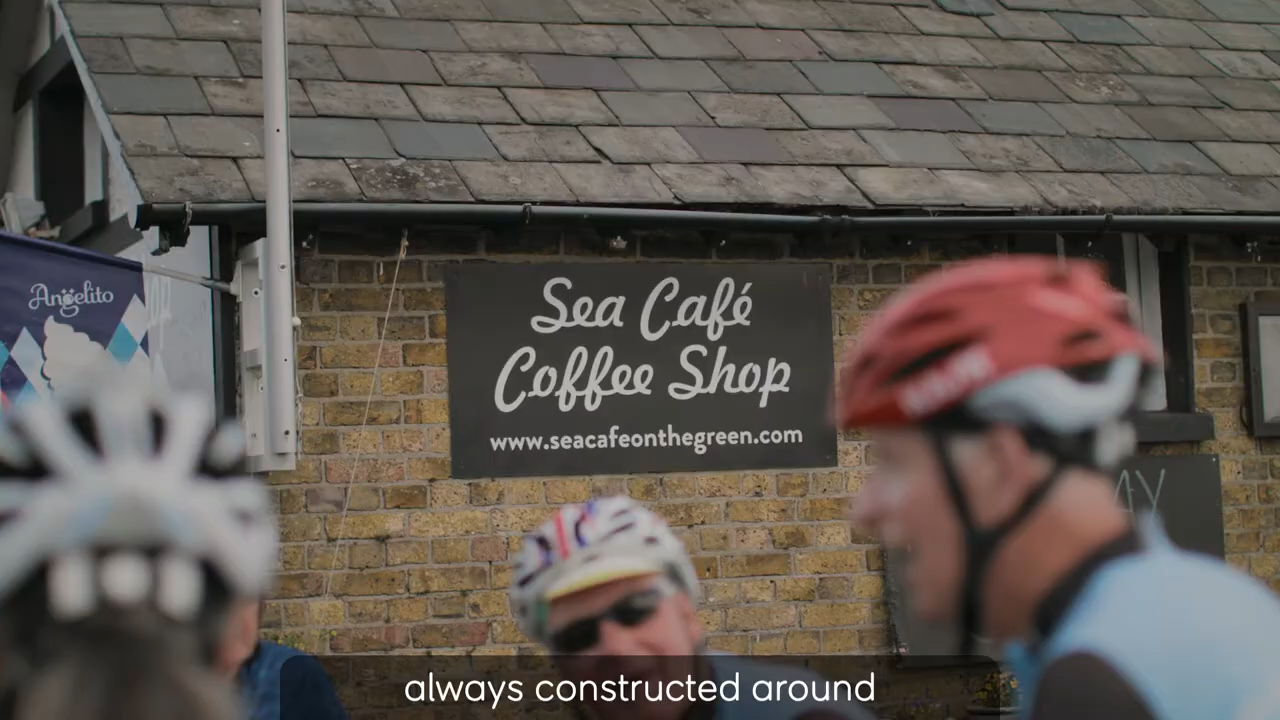 Angelito
Sea Café
Coffee Shop
www.seacafeonthegreen.com
always constructed around